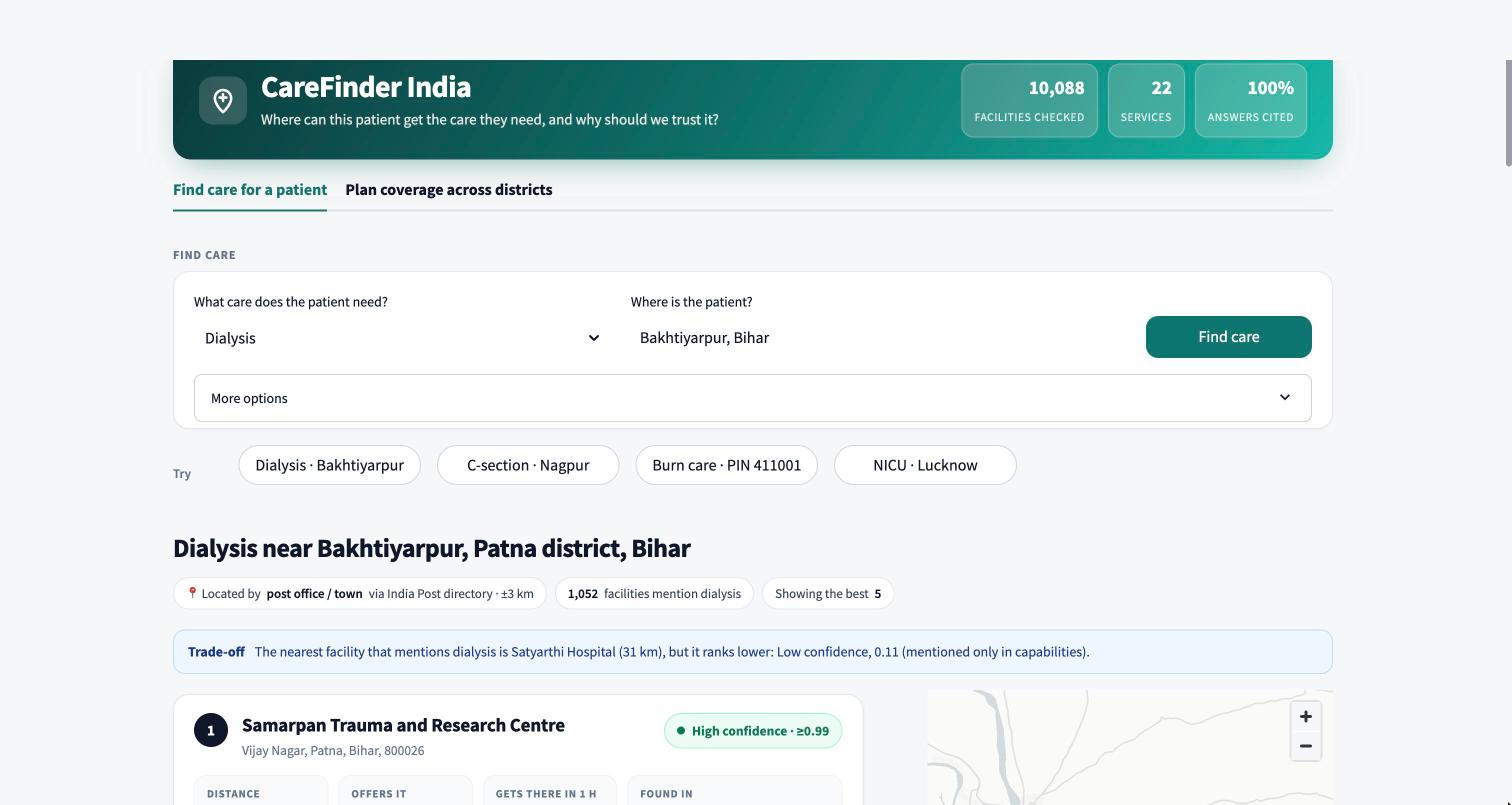 CareFinder India
Where can this patient get the care they need, and why should we trust it?
10,088
FACILITIES CHECKED
22
SERVICES
100%
ANSWERS CITED
Find care for a patient
Plan coverage across districts
FIND CARE
What care does the patient need?
Where is the patient?
Dialysis
Bakhtiyarpur, Bihar
Find care
More options
Try
Dialysis · Bakhtiyarpur
C-section · Nagpur
Burn care · PIN 411001
NICU · Lucknow
Dialysis near Bakhtiyarpur, Patna district, Bihar
Located by post office / town via India Post directory · ±3 km
1,052 facilities mention dialysis
Showing the best 5
Trade-off The nearest facility that mentions dialysis is Satyarthi Hospital (31 km), but it ranks lower: Low confidence, 0.11 (mentioned only in capabilities).
1
Samarpan Trauma and Research Centre
High confidence · ≥0.99
Vijay Nagar, Patna, Bihar, 800026
DISTANCE
OFFERS IT
GETS THERE IN 1 H
FOUND IN
+
−